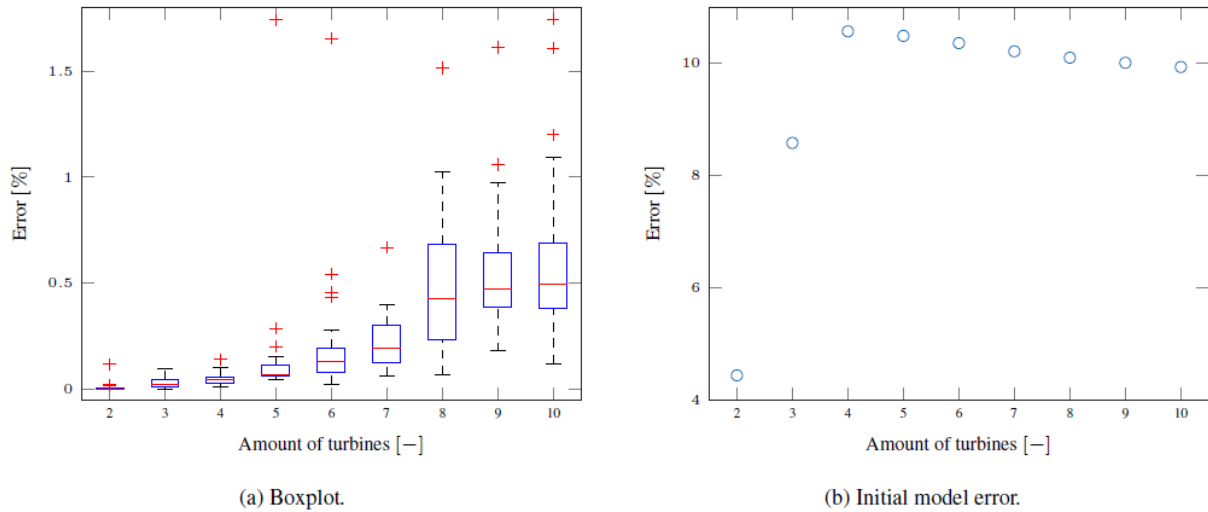 1.5
1
0.5
0
Error [%]
2 3 4 5 6 7 8 9 10
Amount of turbines [−]
(a) Boxplot.
10
8
6
4
Error [%]
2 3 4 5 6 7 8 9 10
Amount of turbines [−]
(b) Initial model error.